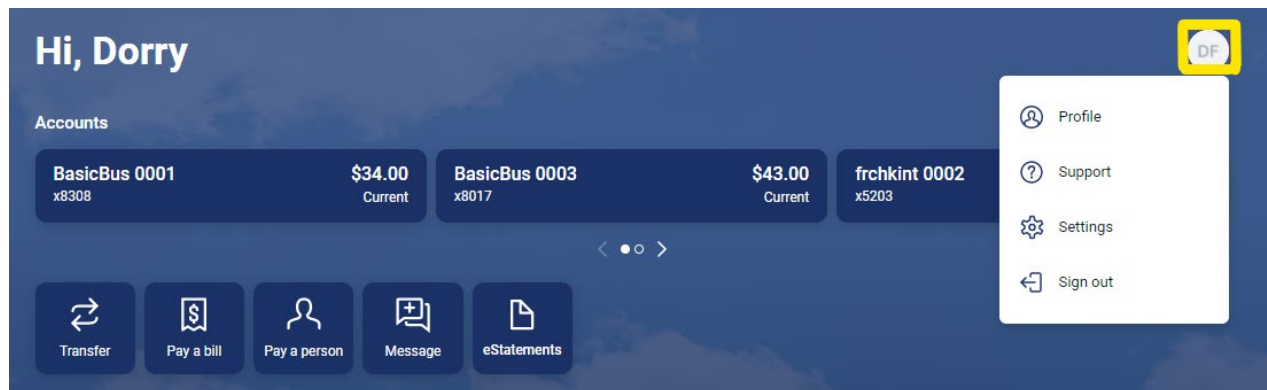 Hi, Dorry
DF
Accounts
BasicBus 0001 $34.00
x8308 Current
BasicBus 0003 $43.00
x8017 Current
frchkint 0002
x5203
Profile
Support
Settings
Sign out
Transfer
Pay a bill
Pay a person
Message
eStatements